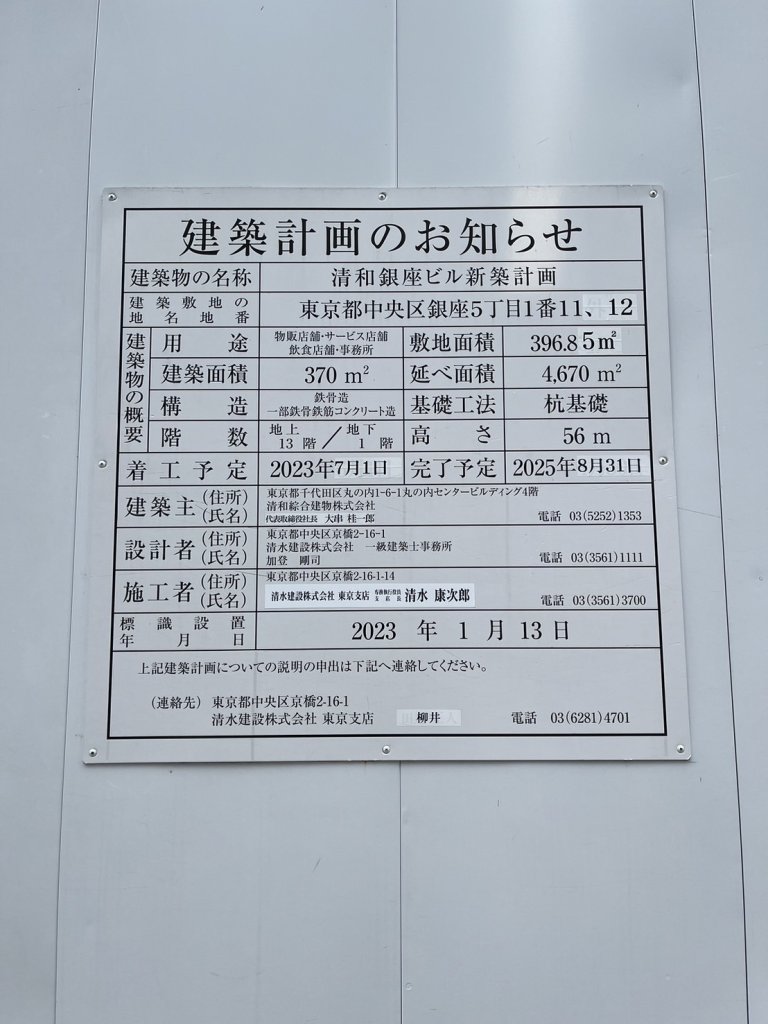 建築計画のお知らせ
建築物の名称 清和銀座ビル新築計画
建築敷地の地名地番 東京都中央区銀座5丁目1番11、12
建築物の概要
用途 物販店舗・サービス店舗 飲食店舗・事務所 敷地面積 396.85㎡
建築面積 370 m² 延べ面積 4,670 m²
構造 鉄骨造 一部鉄骨鉄筋コンクリート造 基礎工法 杭基礎
階数 地上13階／地下1階 高さ 56 m
着工予定 2023年7月1日 完了予定 2025年8月31日
建築主 (住所) (氏名) 東京都千代田区丸の内1-6-1丸の内センタービルディング4階
清和綜合建物株式会社
代表取締役社長 大串 桂一郎 電話 03(5252)1353
設計者 (住所) (氏名) 東京都中央区京橋2-16-1
清水建設株式会社 一級建築士事務所
加登 剛司 電話 03(3561)1111
施工者 (住所) (氏名) 東京都中央区京橋2-16-1-14
清水建設株式会社 東京支店 専務執行役員 支店長 清水 康次郎 電話 03(3561)3700
標識設置年月日 2023 年 1 月 13 日
上記建築計画についての説明の申出は下記へ連絡してください。
(連絡先) 東京都中央区京橋2-16-1
清水建設株式会社 東京支店 柳井 電話 03(6281)4701